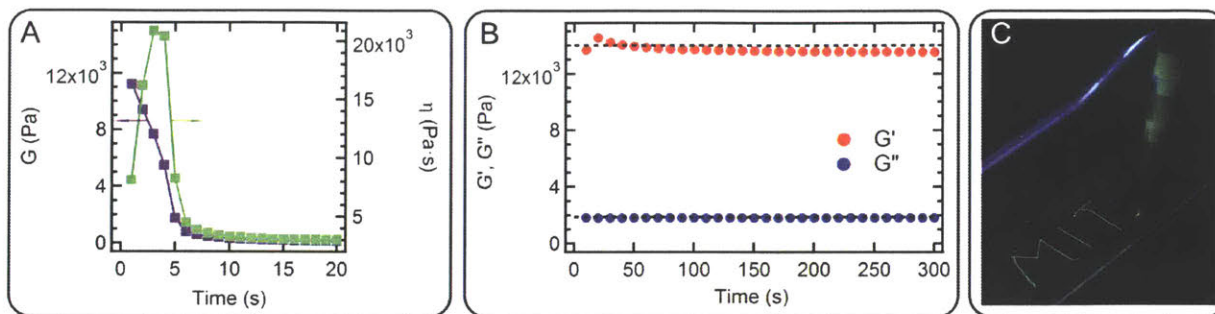 A
12x10³
8
4
0
G (Pa)
20x10³
15
10
5
η (Pa·s)
0 5 10 15 20
Time (s)
B
12x10³
8
4
0
G', G" (Pa)
G'
G"
0 50 100 150 200 250 300
Time (s)
C
MIT